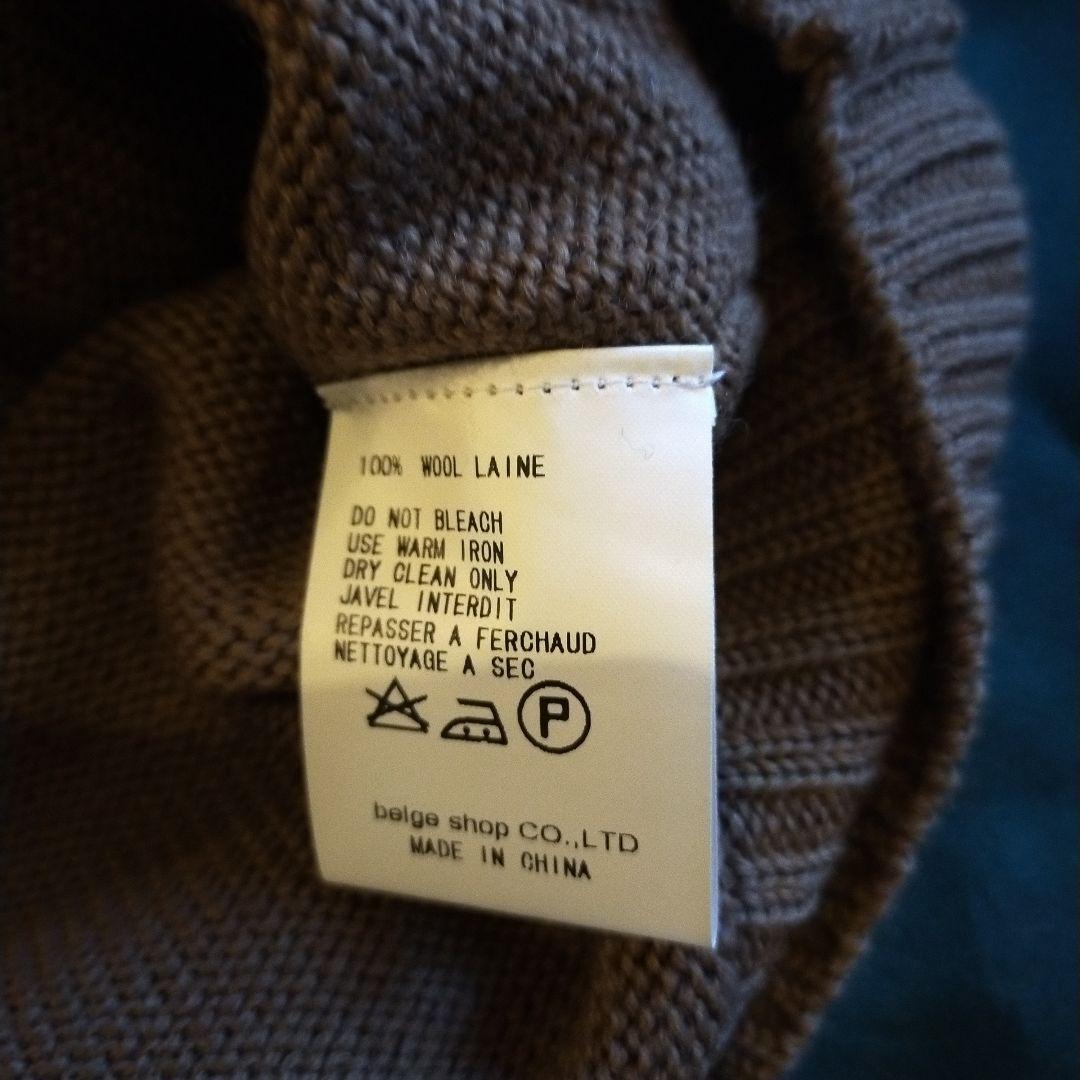 100% WOOL LAINE
DO NOT BLEACH
USE WARM IRON
DRY CLEAN ONLY
JAVEL INTERDIT
REPASSER A FERCHAUD
NETTOYAGE A SEC
P
beige shop CO.,LTD
MADE IN CHINA